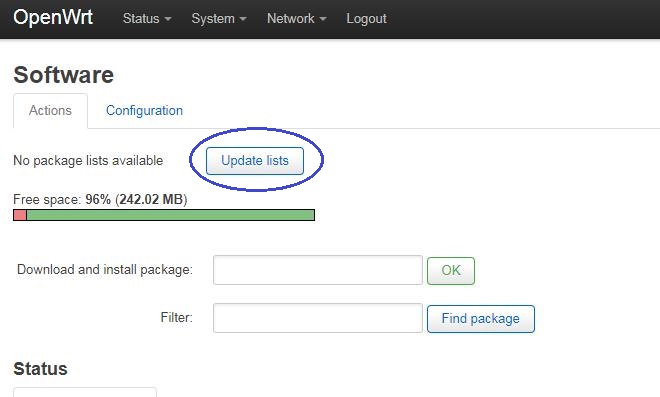 OpenWrt Status System Network Logout
Software
Actions Configuration
No package lists available Update lists
Free space: 96% (242.02 MB)
Download and install package: OK
Filter: Find package
Status